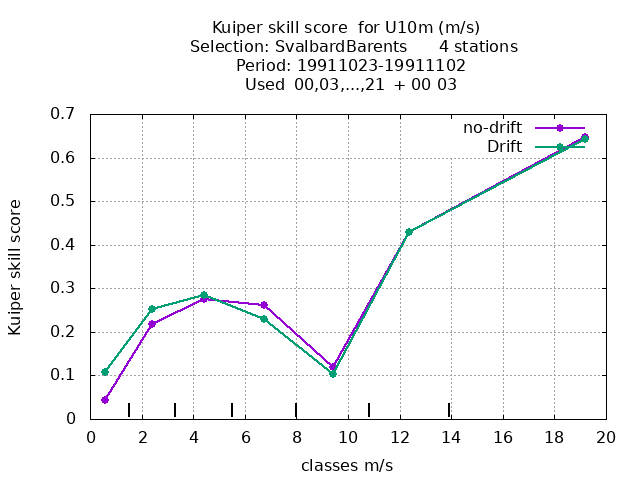 Kuiper skill score  for U10m (m/s)
Selection: SvalbardBarents      4 stations
Period: 19911023-19911102
Used  00,03,...,21  + 00 03
no-drift
Drift
Kuiper skill score
0.7
0.6
0.5
0.4
0.3
0.2
0.1
0
0 2 4 6 8 10 12 14 16 18 20
classes m/s